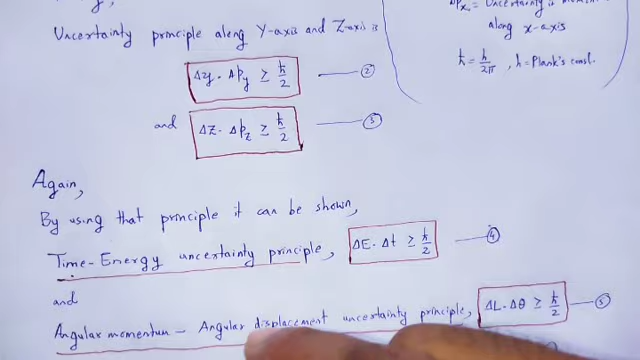 Uncertainty principle along Y-axis and Z-axis is
Δy · Δp_y ≥ ħ/2 ②
and Δz · Δp_z ≥ ħ/2 ③
along x-axis
ħ = h/2π , h = Plank's const.
Again,
By using that principle it can be shown,
Time-Energy uncertainty principle, ΔE · Δt ≥ ħ/2 ④
and
Angular momentum - Angular displacement uncertainty principle, ΔL · Δθ ≥ ħ/2 ⑤